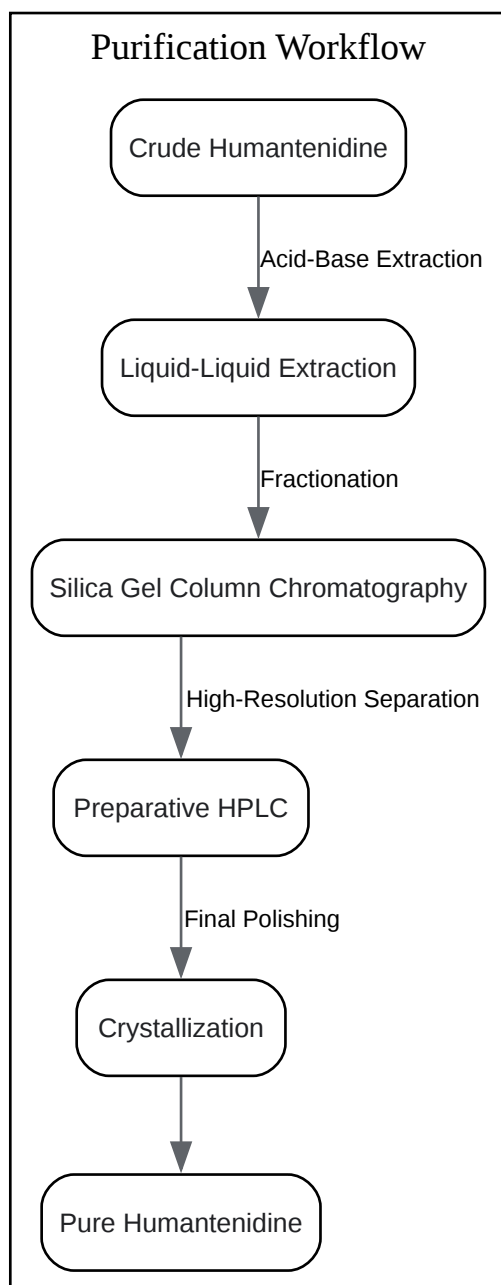 Purification Workflow
Crude Humantenidine
Acid-Base Extraction
Liquid-Liquid Extraction
Fractionation
Silica Gel Column Chromatography
High-Resolution Separation
Preparative HPLC
Final Polishing
Crystallization
Pure Humantenidine